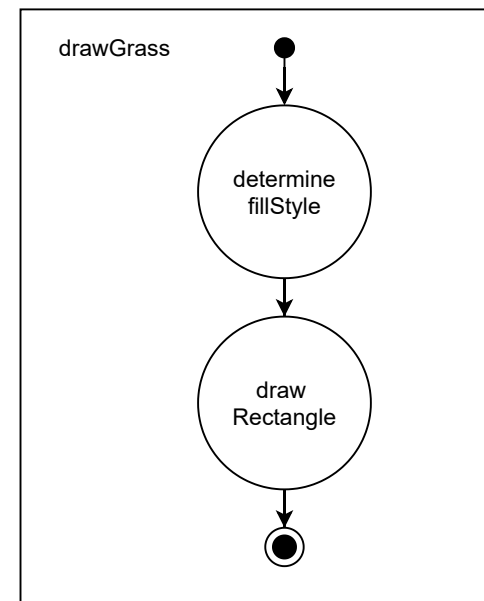 drawGrass
determine
fillStyle
draw
Rectangle